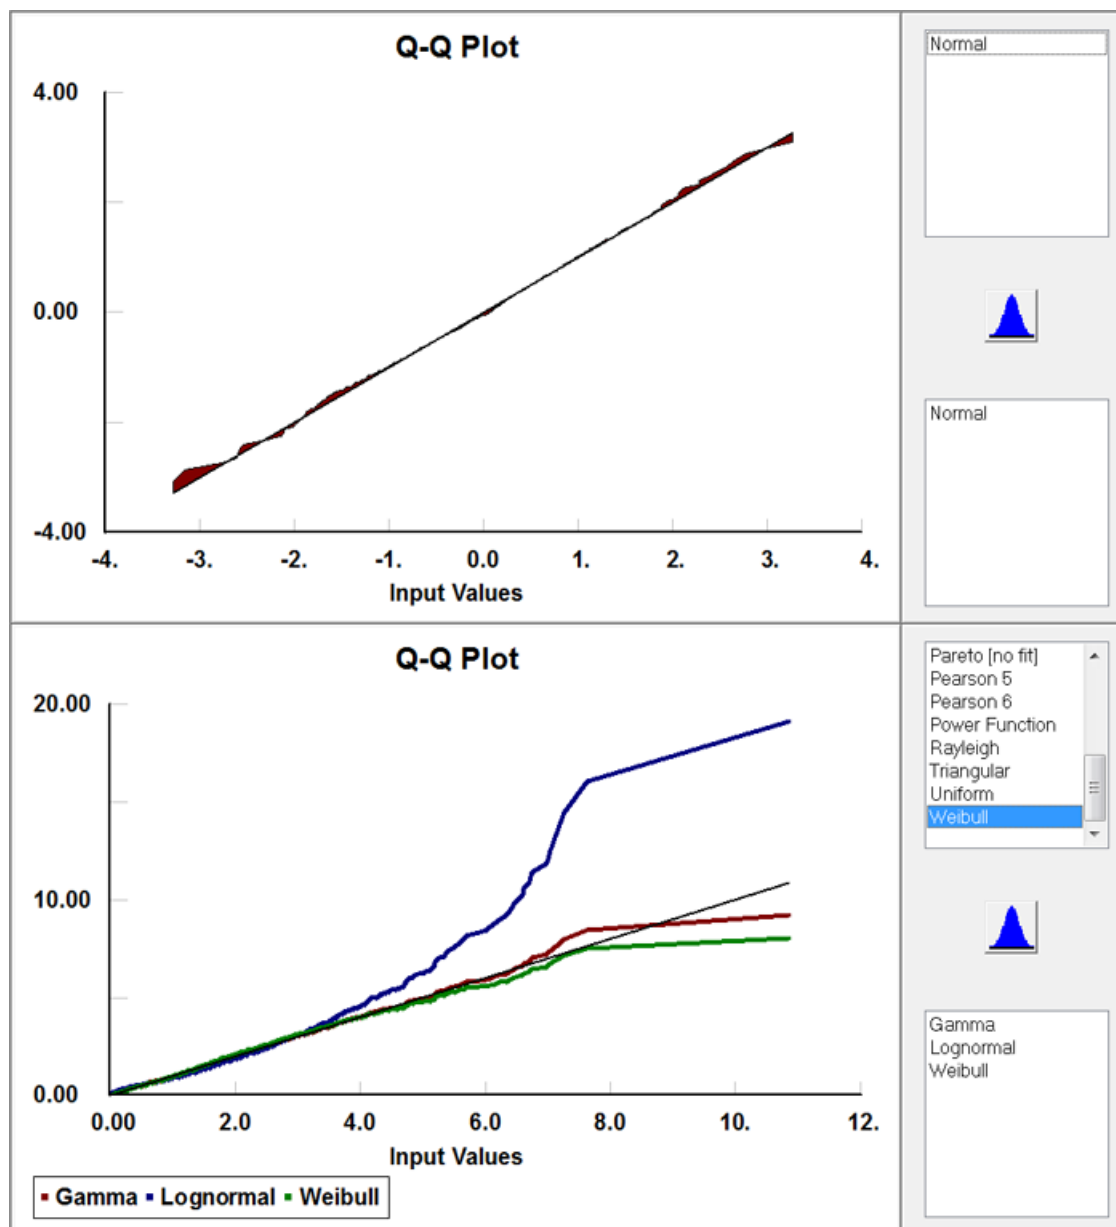 Q-Q Plot
4.00
0.00
-4.00
-4. -3. -2. -1. 0.0 1. 2. 3. 4.
Input Values
Normal
Normal
Q-Q Plot
20.00
10.00
0.00
0.00 2.0 4.0 6.0 8.0 10. 12.
Input Values
Gamma Lognormal Weibull
Pareto [no fit]
Pearson 5
Pearson 6
Power Function
Rayleigh
Triangular
Uniform
Weibull
Gamma
Lognormal
Weibull